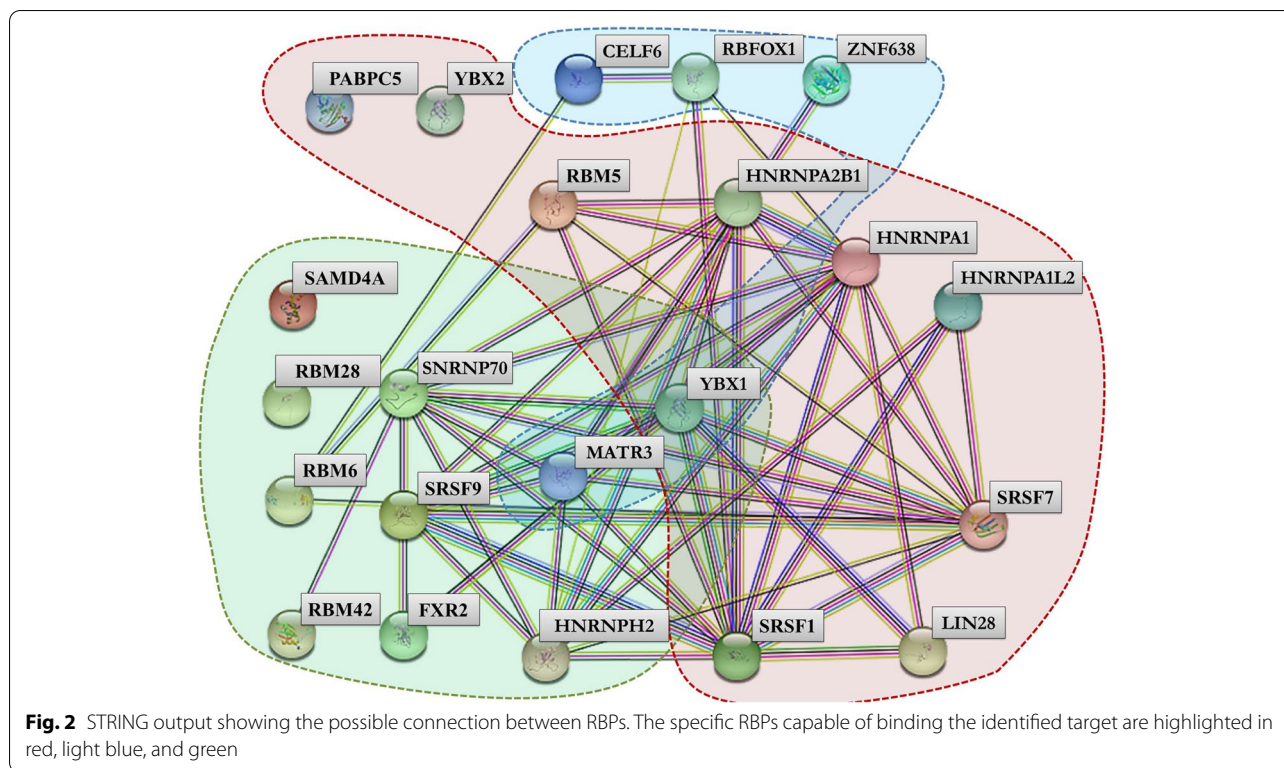 CELF6
RBFOX1
ZNF638
PABPC5
YBX2
RBM5
HNRNPA2B1
HNRNPA1
SAMD4A
HNRNPA1L2
RBM28
SNRNP70
YBX1
MATR3
RBM6
SRSF9
SRSF7
RBM42
FXR2
HNRNPH2
SRSF1
LIN28
Fig. 2 STRING output showing the possible connection between RBPs. The specific RBPs capable of binding the identified target are highlighted in
red, light blue, and green